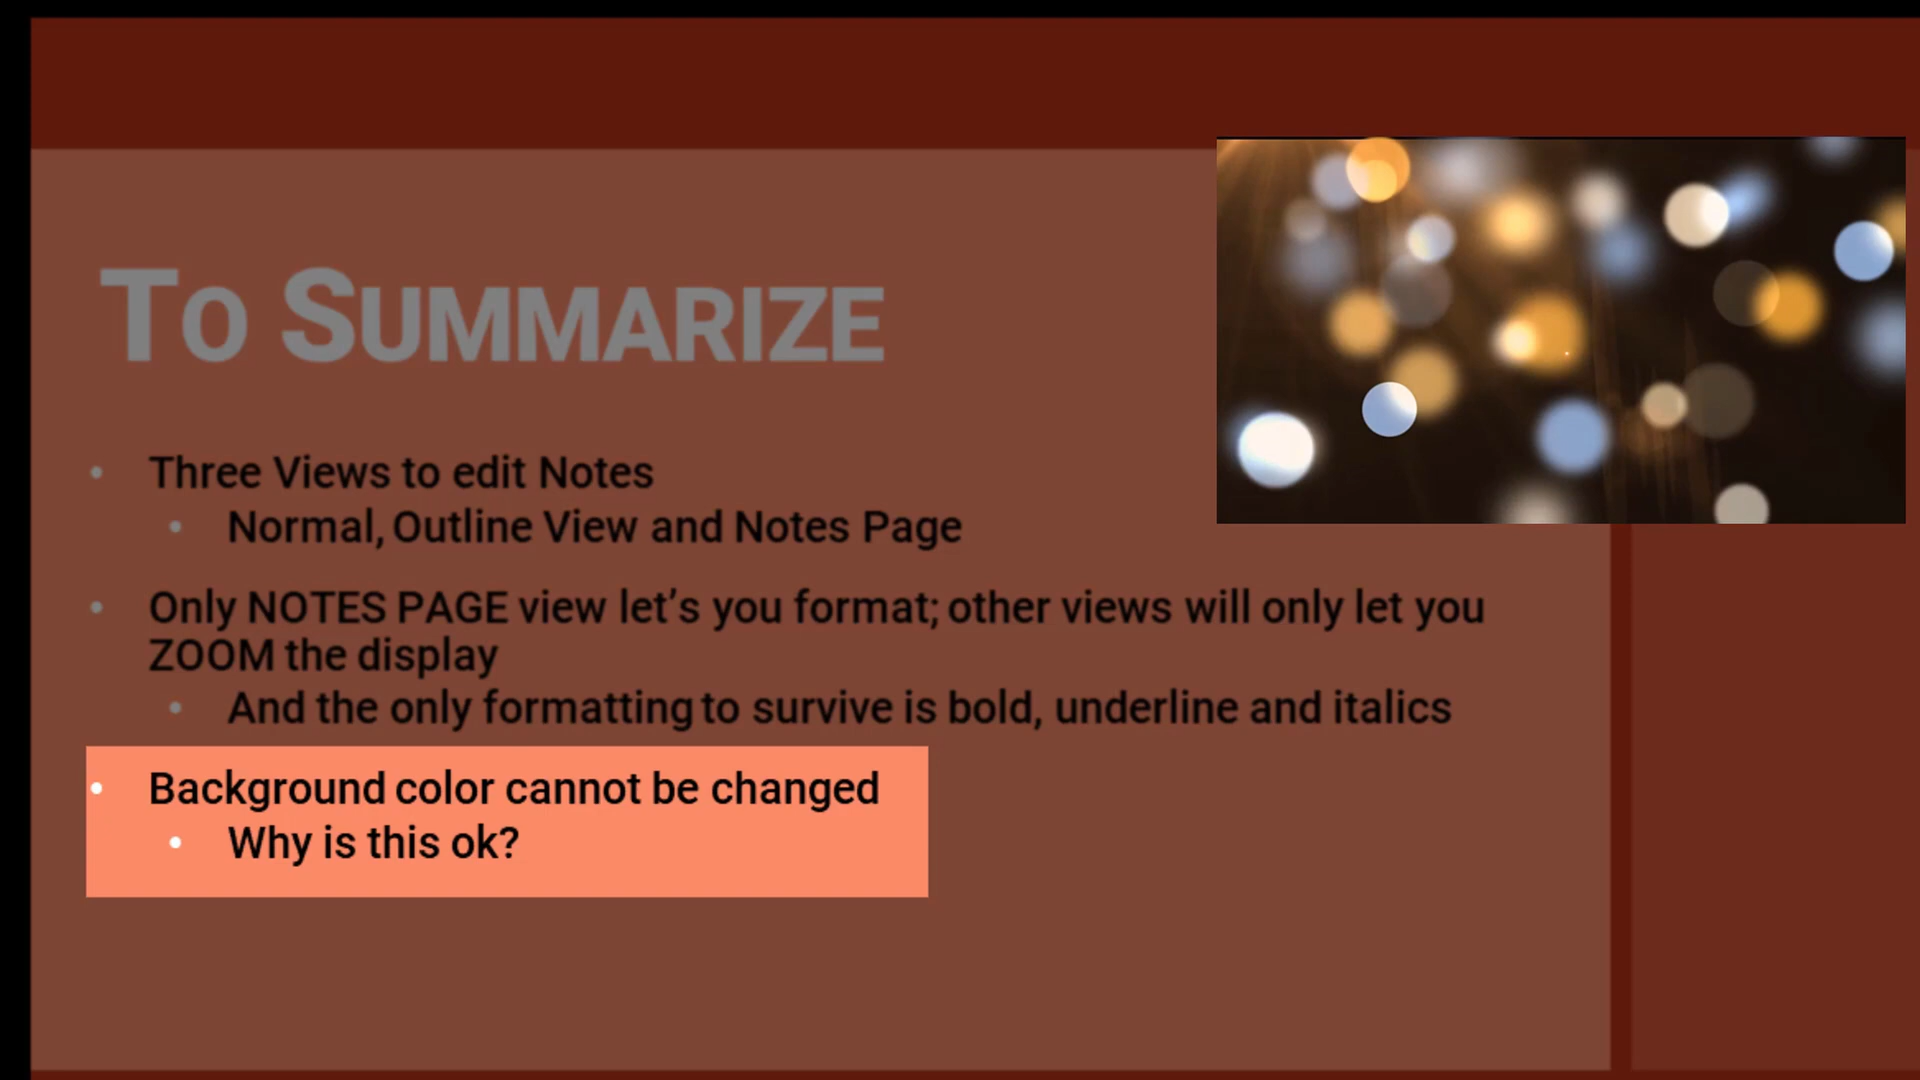 To Summarize
• Three Views to edit Notes
• Normal, Outline View and Notes Page
• Only NOTES PAGE view let’s you format; other views will only let you
ZOOM the display
• And the only formatting to survive is bold, underline and italics
• Background color cannot be changed
• Why is this ok?